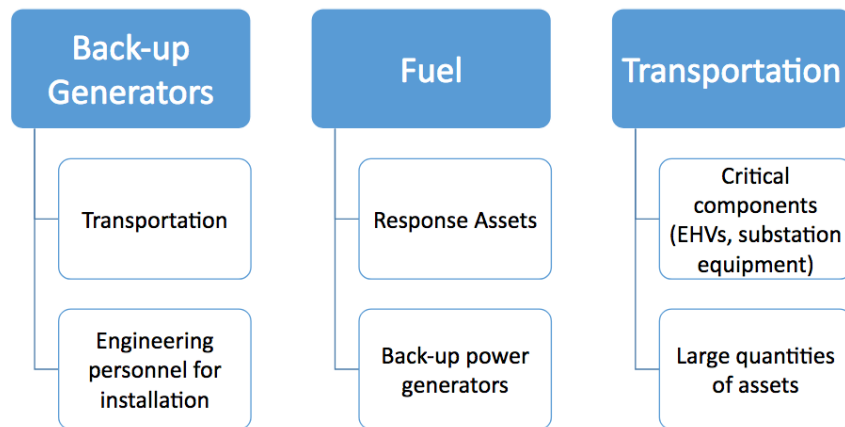 Back-up
Generators
Transportation
Engineering
personnel for
installation
Fuel
Response Assets
Back-up power
generators
Transportation
Critical
components
(EHVs, substation
equipment)
Large quantities
of assets